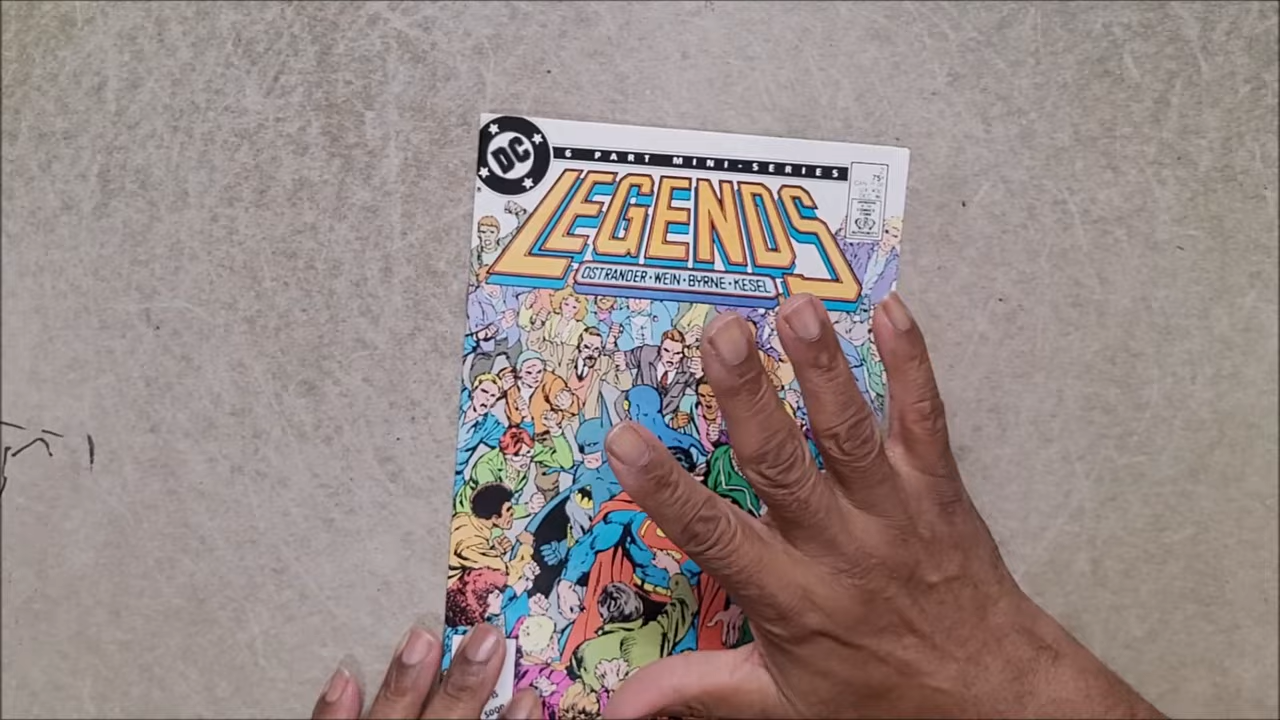 DC
6 PART MINI-SERIES
75¢
LEGENDS
OSTRANDER • WEIN • BYRNE • KESEL